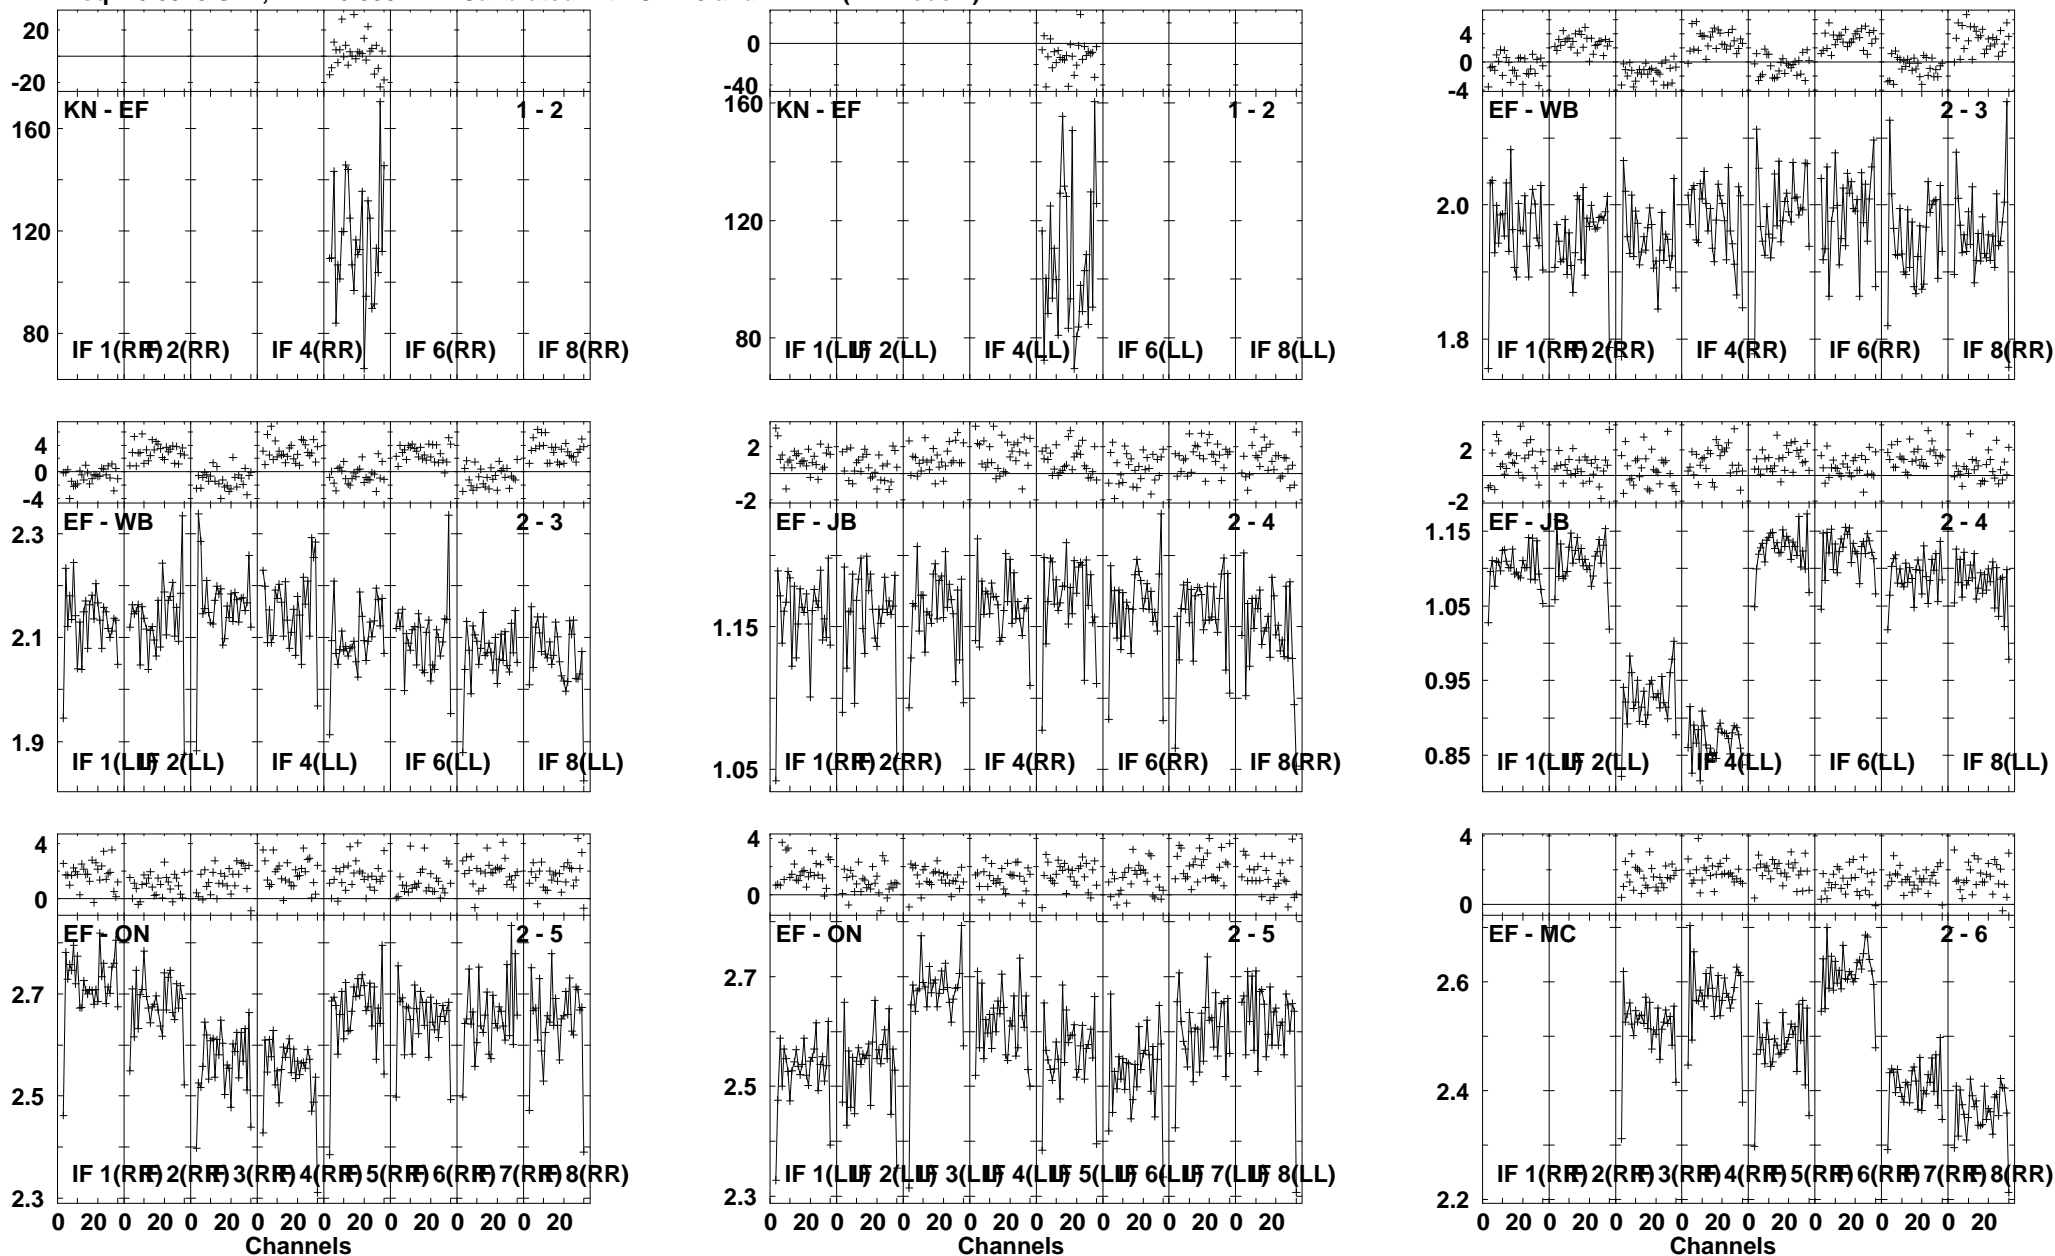 20
0
-20
KN - EF 1 - 2
160
120
80
IF 1(RR) IF 2(RR) IF 4(RR) IF 6(RR) IF 8(RR)
0
-40
KN - EF 1 - 2
160
120
80
IF 1(LL) IF 2(LL) IF 4(LL) IF 6(LL) IF 8(LL)
4
0
-4
EF - WB 2 - 3
2.0
1.8
IF 1(RR) IF 2(RR) IF 4(RR) IF 6(RR) IF 8(RR)
4
2
0
-4
EF - WB 2 - 3
2.3
2.1
1.9
IF 1(LL) IF 2(LL) IF 4(LL) IF 6(LL) IF 8(LL)
2
-2
EF - JB 2 - 4
1.15
1.05
IF 1(RR) IF 2(RR) IF 4(RR) IF 6(RR) IF 8(RR)
2
-2
EF - JB 2 - 4
1.15
1.05
0.95
0.85
IF 1(LL) IF 2(LL) IF 4(LL) IF 6(LL) IF 8(LL)
4
0
EF - ON 2 - 5
2.7
2.5
2.3
IF 1(RR) IF 2(RR) IF 3(RR) IF 4(RR) IF 5(RR) IF 6(RR) IF 7(RR) IF 8(RR)
0 20 0 20 0 20 0 20 0 20 0 20 0 20 0 20
Channels
4
0
EF - ON 2 - 5
2.7
2.5
2.3
IF 1(LL) IF 2(LL) IF 3(LL) IF 4(LL) IF 5(LL) IF 6(LL) IF 7(LL) IF 8(LL)
0 20 0 20 0 20 0 20 0 20 0 20 0 20 0 20
Channels
4
0
EF - MC 2 - 6
2.6
2.4
2.2
IF 1(RR) IF 2(RR) IF 3(RR) IF 4(RR) IF 5(RR) IF 6(RR) IF 7(RR) IF 8(RR)
0 20 0 20 0 20 0 20 0 20 0 20 0 20 0 20
Channels